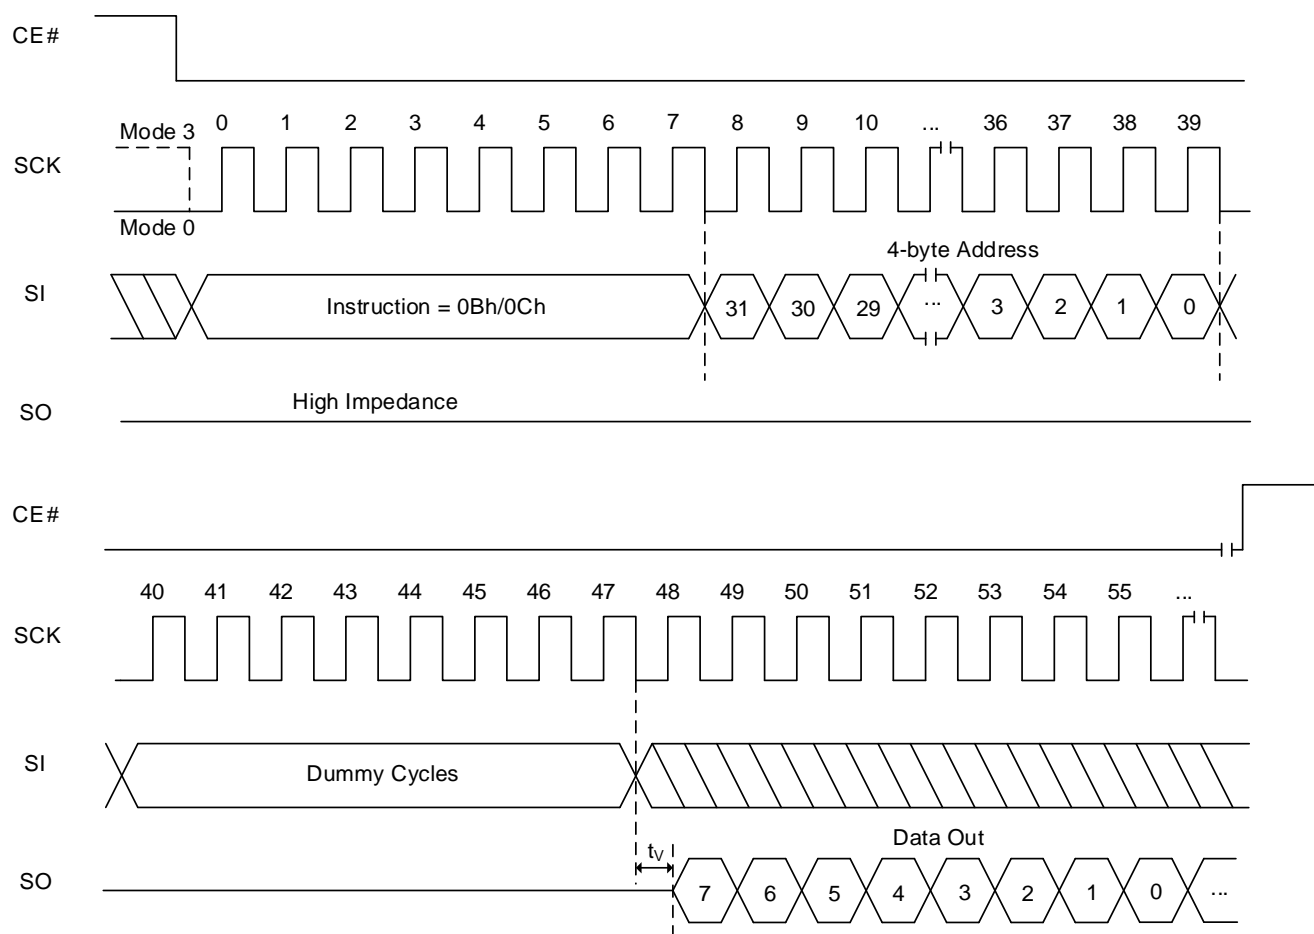 CE#
Mode 3 0 1 2 3 4 5 6 7 8 9 10 ... 36 37 38 39
SCK
Mode 0
4-byte Address
SI Instruction = 0Bh/0Ch 31 30 29 ... 3 2 1 0
SO High Impedance
CE#
40 41 42 43 44 45 46 47 48 49 50 51 52 53 54 55 ...
SCK
SI Dummy Cycles
Data Out
tV
SO 7 6 5 4 3 2 1 0 ...